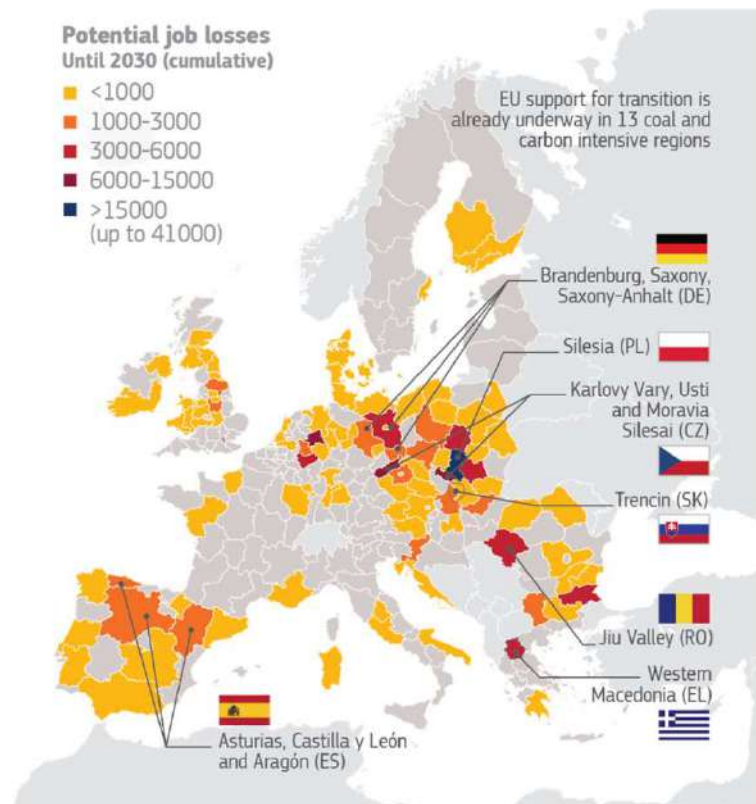 Potential job losses
Until 2030 (cumulative)
<1000
1000-3000
3000-6000
6000-15000
>15000
(up to 41000)
EU support for transition is
already underway in 13 coal and
carbon intensive regions
Brandenburg, Saxony,
Saxony-Anhalt (DE)
Silesia (PL)
Karlovy Vary, Usti
and Moravia
Silesai (CZ)
Trencin (SK)
Jiu Valley (RO)
Western
Macedonia (EL)
Asturias, Castilla y León
and Aragón (ES)